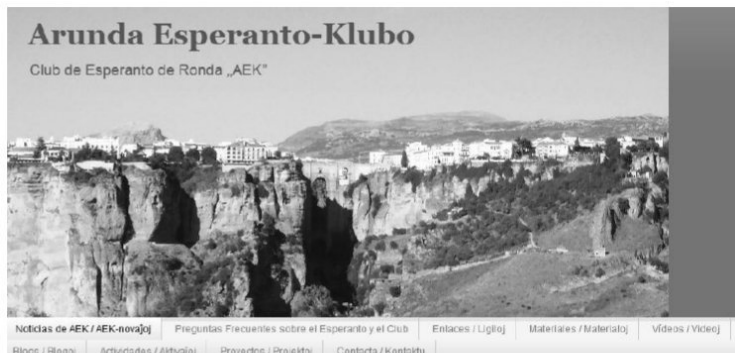 Arunda Esperanto-Klubo
Club de Esperanto de Ronda „AEK"
Noticias de AEK / AEK-novaĵoj Preguntas Frecuentes sobre el Esperanto y el Club Enlaces / Ligiloj Materiales / Materialoj Vídeos / Videoj
Blogs / Blogoj Actividades / Aktivaĵoj Proyectos / Projektoj Contacta / Kontaktu